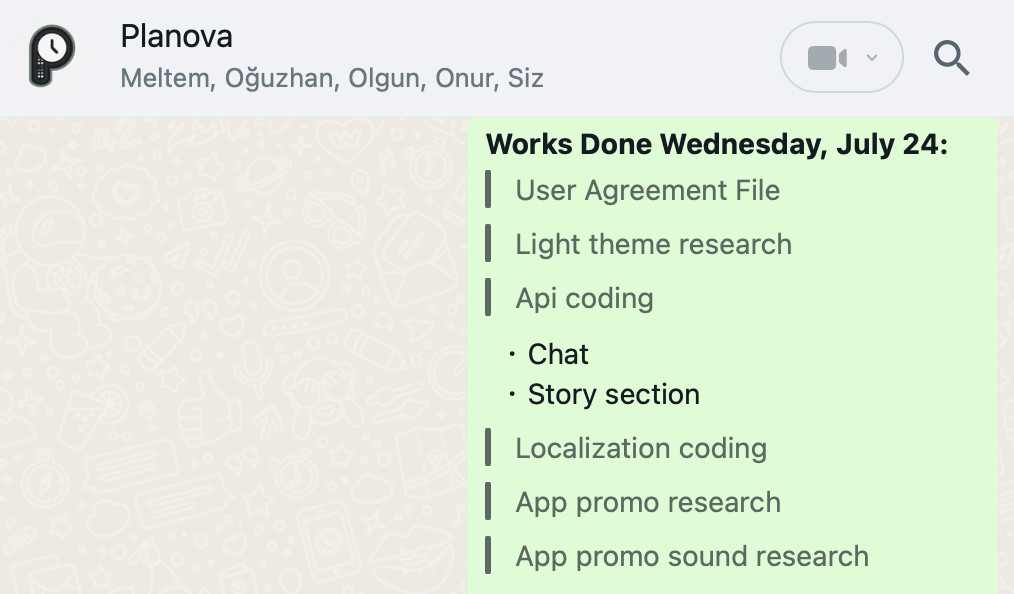 Planova
Meltem, Oğuzhan, Olgun, Onur, Siz
Works Done Wednesday, July 24:
User Agreement File
Light theme research
Api coding
· Chat
· Story section
Localization coding
App promo research
App promo sound research